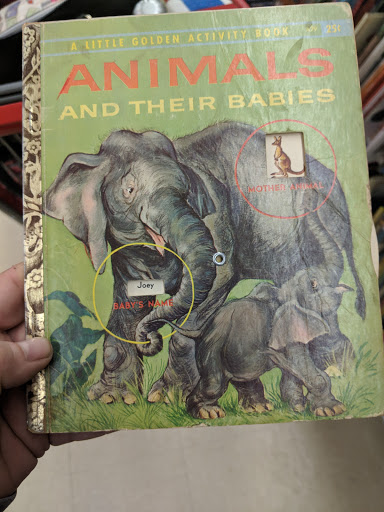 A LITTLE GOLDEN ACTIVITY BOOK
25¢
ANIMALS
AND THEIR BABIES
MOTHER ANIMAL
Joey
BABY'S NAME